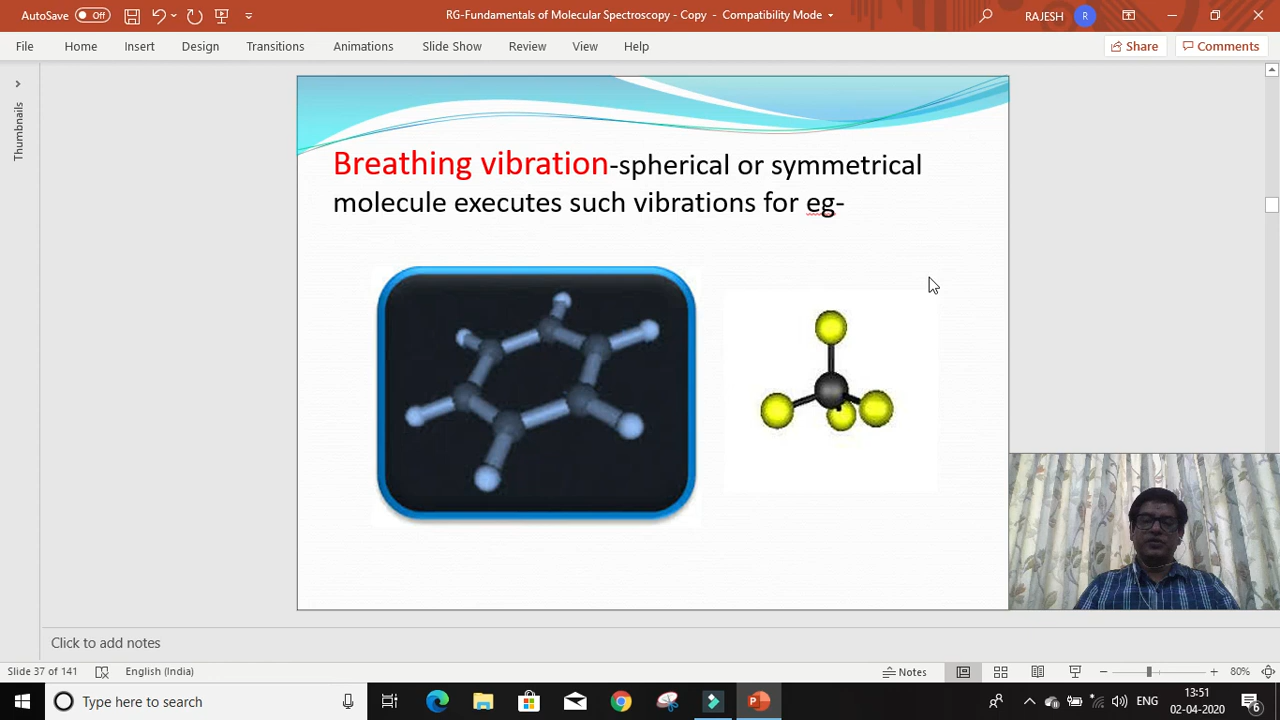 AutoSave Off RG-Fundamentals of Molecular Spectroscopy - Copy - Compatibility Mode RAJESH R
File Home Insert Design Transitions Animations Slide Show Review View Help Share Comments
Thumbnails
Breathing vibration-spherical or symmetrical
molecule executes such vibrations for eg-
Click to add notes
Slide 37 of 141 English (India) Notes 80%
Type here to search ENG 13:51
02-04-2020 6